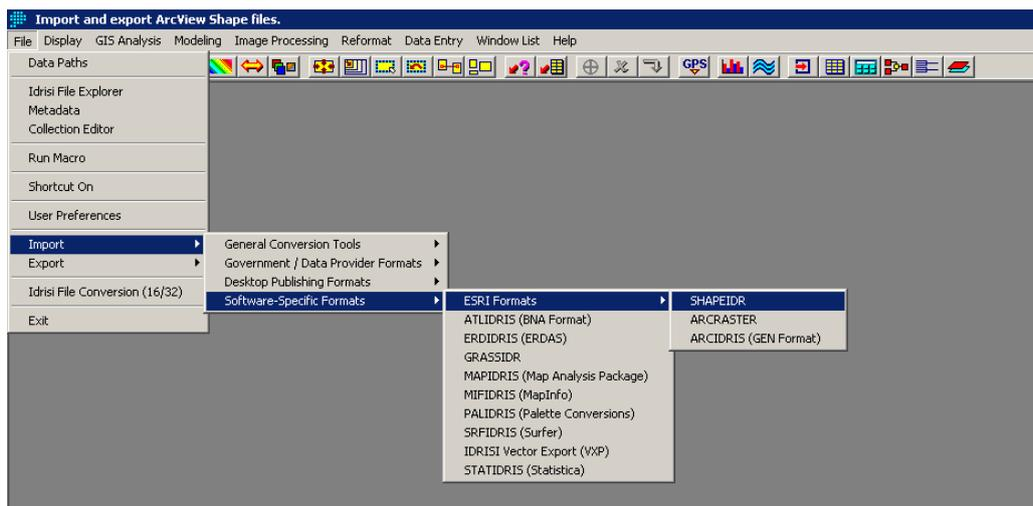 Import and export ArcView Shape files.
File Display GIS Analysis Modeling Image Processing Reformat Data Entry Window List Help
GPS
Data Paths
Idrisi File Explorer
Metadata
Collection Editor
Run Macro
Shortcut On
User Preferences
Import
Export
Idrisi File Conversion (16/32)
Exit
General Conversion Tools
Government / Data Provider Formats
Desktop Publishing Formats
Software-Specific Formats
ESRI Formats
ATLIDRIS (BNA Format)
ERDIDRIS (ERDAS)
GRASSIDR
MAPIDRIS (Map Analysis Package)
MIFIDRIS (MapInfo)
PALIDRIS (Palette Conversions)
SRFIDRIS (Surfer)
IDRISI Vector Export (VXP)
STATIDRIS (Statistica)
SHAPEIDR
ARCRASTER
ARCIDRIS (GEN Format)